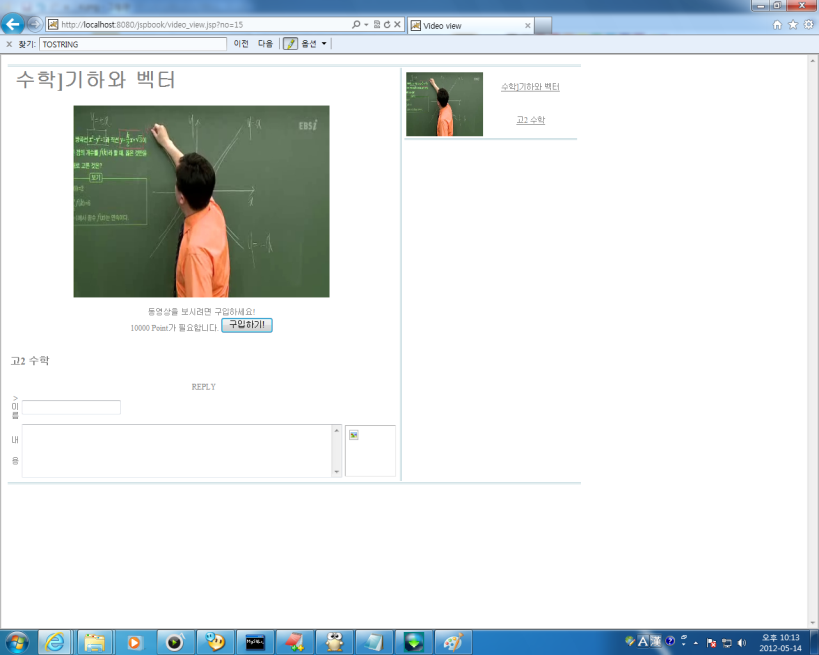 http://localhost:8080/jspbook/video_view.jsp?no=15
Video view
찾기: TOSTRING
이전 다음 옵션
수학]기하와 벡터
EBSi
보기
y=x
y=-x
동영상을 보시려면 구입하세요!
10000 Point가 필요합니다. 구입하기!
고2 수학
REPLY
>
이
름
내
용
수학]기하와 벡터
고2 수학
A 漢
오후 10:13
2012-05-14